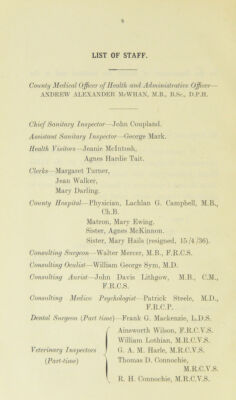 LIST OF STAFF.
County Medical Officer of Health and Administrative Officer—
ANDREW ALEXANDER McWHAN, M.B., B.Sc., D.P.H.
Chief Sanitary Inspector—John Coupland.
Assistant Sanitary Inspector—George Mark.
Health Visitors—Jeanie McIntosh,
Agnes Hardie Tait.
Clerks—Margaret Turner,
Jean Walker,
Mary Darling.
County Hospital—Physician, Lachlan G. Campbell, M.B.,
Ch.B.
Matron, Mary Ewing.
Sister, Agnes McKinnon.
Sister, Mary Hails (resigned. 15/4/36).
Consulting Surgeon—Walter Mercer, M.B., F.R.C.S.
Consulting Oculist—William George Sym, M.D.
Consulting Aurist—John Davis Lithgow, M.B., C.M.,
F.R.C.S.
Consulting Medico Psychologist—Patrick Steele, M.D.,
F.R.C.P.
Dental Surgeon (Part time)—Frank G. Mackenzie, L.D.S.
Ainsworth Wilson, F.R.C.V.S.
William Lothian, M.R.C.V.S.
Veterinary Inspectors G. A. M. Harle, M.R.C.V.S.
(Part-time) Thomas D. Connochie,
M.R.C.V.S.
R. H. Connochie, M.R.C.V.S.